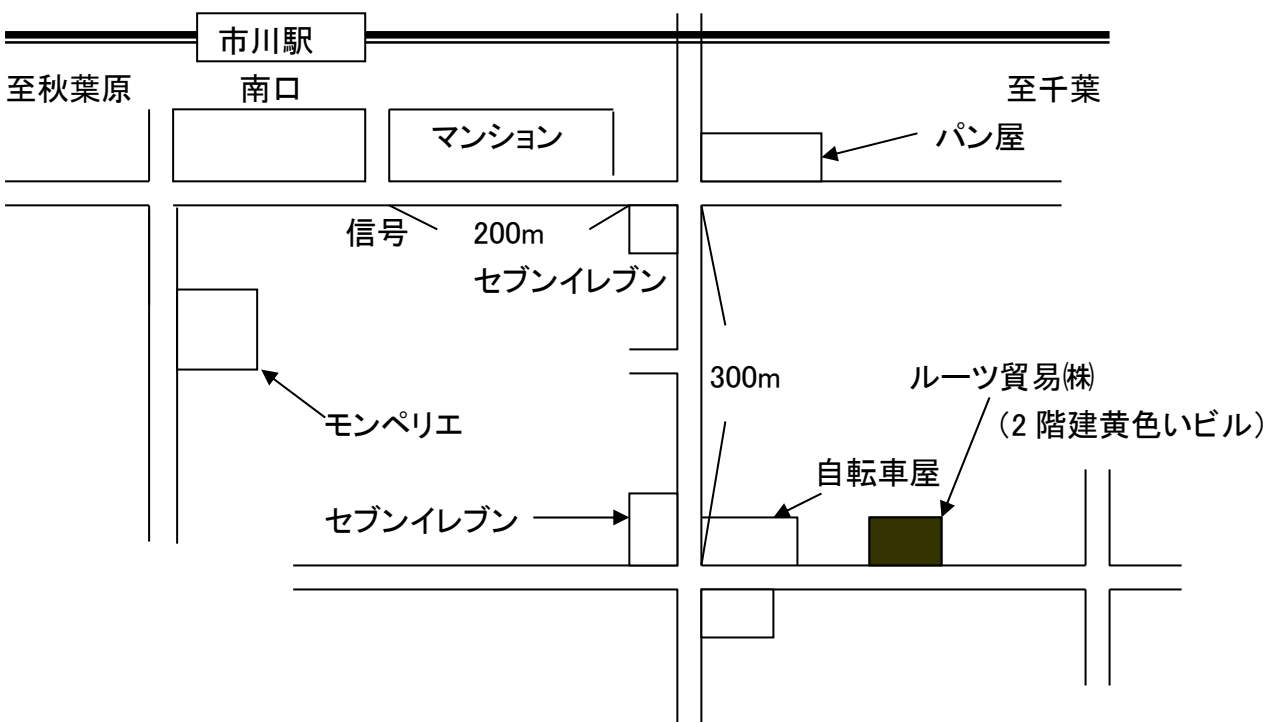 市川駅
至秋葉原
南口
至千葉
マンション
パン屋
信号
200m
セブンイレブン
300m
ルーツ貿易㈱
（2 階建黄色いビル）
モンペリエ
自転車屋
セブンイレブン